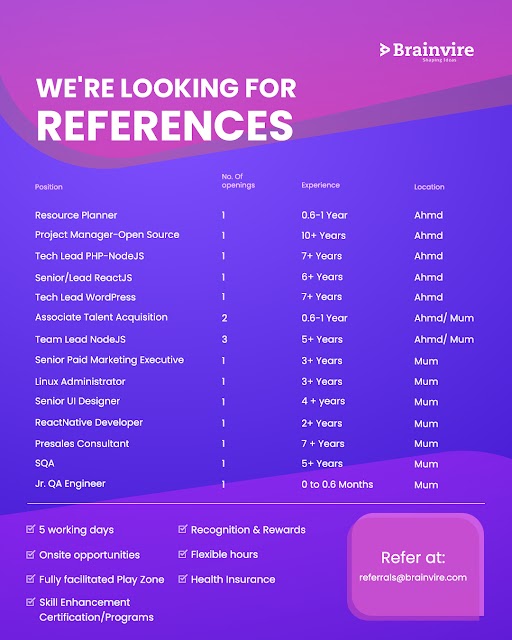 Brainvire
Shaping Ideas
WE'RE LOOKING FOR
REFERENCES
Position No. Of openings Experience Location
Resource Planner 1 0.6-1 Year Ahmd
Project Manager-Open Source 1 10+ Years Ahmd
Tech Lead PHP-NodeJS 1 7+ Years Ahmd
Senior/Lead ReactJS 1 6+ Years Ahmd
Tech Lead WordPress 1 7+ Years Ahmd
Associate Talent Acquisition 2 0.6-1 Year Ahmd/ Mum
Team Lead NodeJS 3 5+ Years Ahmd/ Mum
Senior Paid Marketing Executive 1 3+ Years Mum
Linux Administrator 1 3+ Years Mum
Senior UI Designer 1 4 + years Mum
ReactNative Developer 1 2+ Years Mum
Presales Consultant 1 7 + Years Mum
SQA 1 5+ Years Mum
Jr. QA Engineer 1 0 to 0.6 Months Mum
5 working days
Onsite opportunities
Fully facilitated Play Zone
Skill Enhancement
Certification/Programs
Recognition & Rewards
Flexible hours
Health Insurance
Refer at:
referrals@brainvire.com